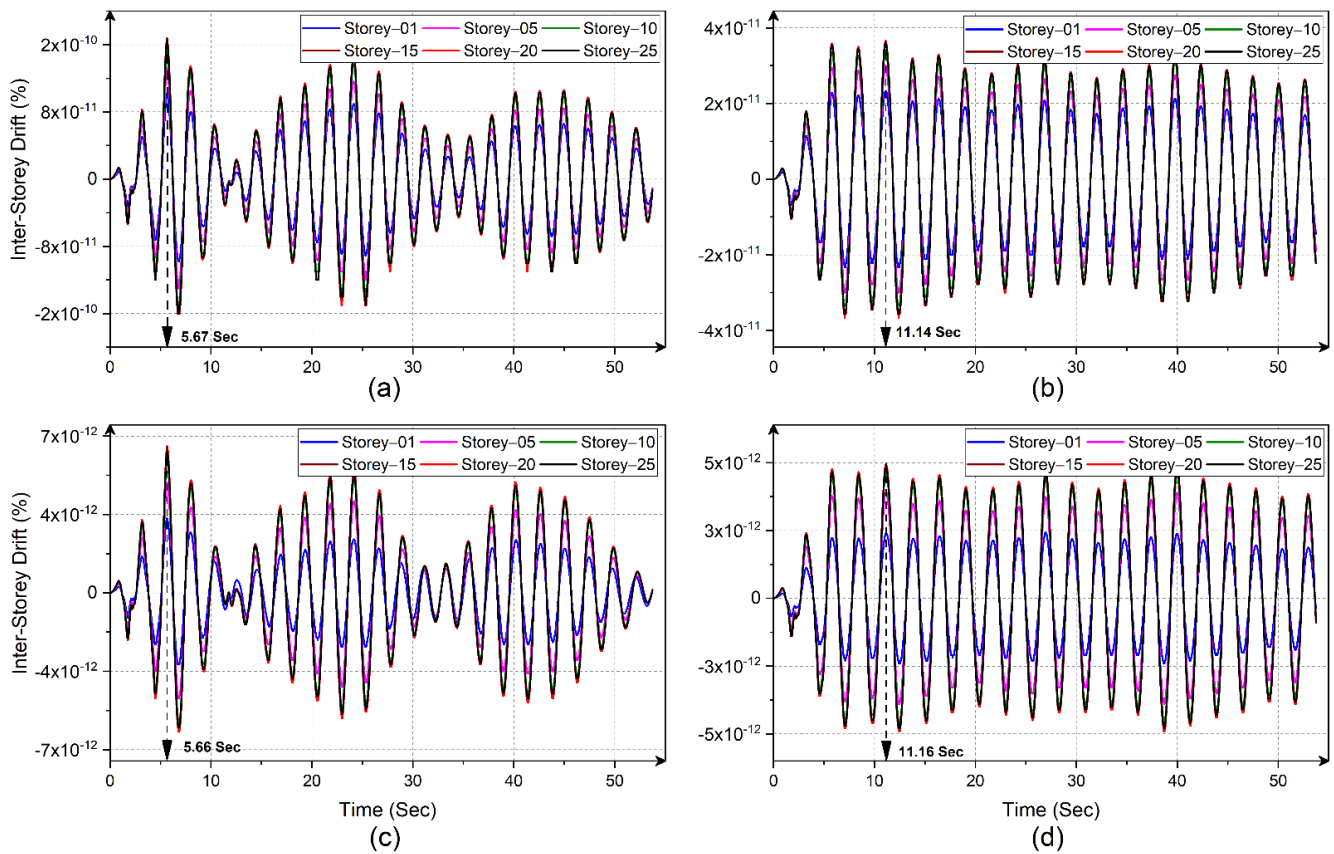 Inter-Storey Drift (%)
2x10⁻¹⁰
8x10⁻¹¹
0
-8x10⁻¹¹
-2x10⁻¹⁰
Storey–01 Storey–05 Storey–10
Storey–15 Storey–20 Storey–25
5.67 Sec
0 10 20 30 40 50
(a)
4x10⁻¹¹
2x10⁻¹¹
0
-2x10⁻¹¹
-4x10⁻¹¹
Storey–01 Storey–05 Storey–10
Storey–15 Storey–20 Storey–25
11.14 Sec
0 10 20 30 40 50
(b)
Inter-Storey Drift (%)
7x10⁻¹²
4x10⁻¹²
0
-4x10⁻¹²
-7x10⁻¹²
Storey–01 Storey–05 Storey–10
Storey–15 Storey–20 Storey–25
5.66 Sec
0 10 20 30 40 50
Time (Sec)
(c)
5x10⁻¹²
3x10⁻¹²
0
-3x10⁻¹²
-5x10⁻¹²
Storey–01 Storey–05 Storey–10
Storey–15 Storey–20 Storey–25
11.16 Sec
0 10 20 30 40 50
Time (Sec)
(d)